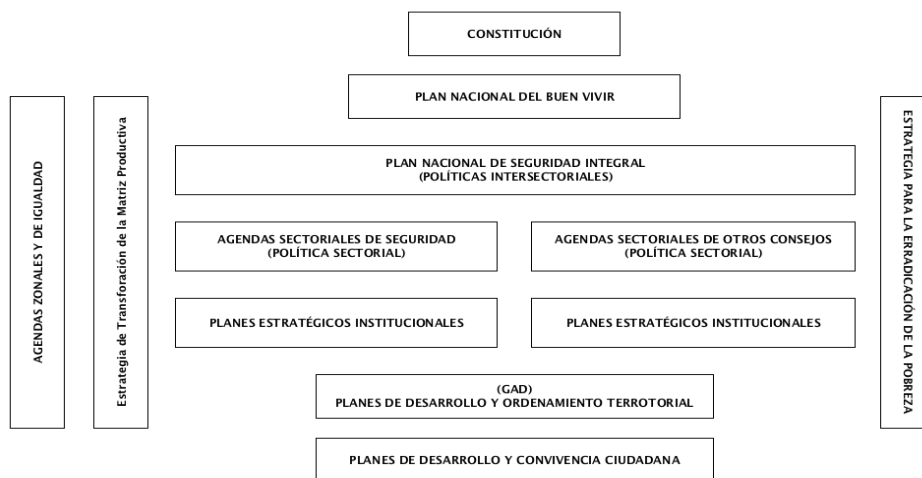 CONSTITUCIÓN
PLAN NACIONAL DEL BUEN VIVIR
AGENDAS ZONALES Y DE IGUALDAD
Estrategia de Transforación de la Matriz Productiva
PLAN NACIONAL DE SEGURIDAD INTEGRAL
(POLÍTICAS INTERSECTORIALES)
AGENDAS SECTORIALES DE SEGURIDAD
(POLÍTICA SECTORIAL)
AGENDAS SECTORIALES DE OTROS CONSEJOS
(POLÍTICA SECTORIAL)
PLANES ESTRATÉGICOS INSTITUCIONALES
PLANES ESTRATÉGICOS INSTITUCIONALES
(GAD)
PLANES DE DESARROLLO Y ORDENAMIENTO TERROTORIAL
PLANES DE DESARROLLO Y CONVIVENCIA CIUDADANA
ESTRATEGIA PARA LA ERRADICACIÓN DE LA POBREZA